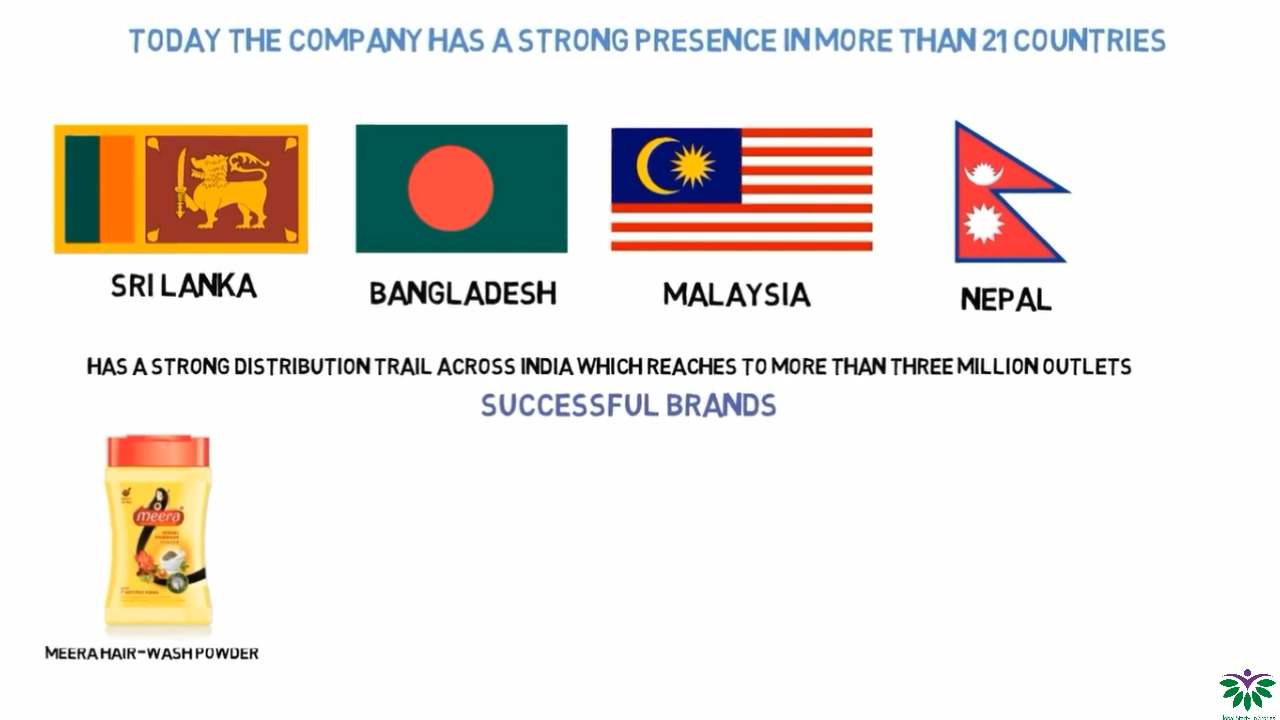 TODAY THE COMPANY HAS A STRONG PRESENCE IN MORE THAN 21 COUNTRIES
SRI LANKA
BANGLADESH
MALAYSIA
NEPAL
HAS A STRONG DISTRIBUTION TRAIL ACROSS INDIA WHICH REACHES TO MORE THAN THREE MILLION OUTLETS
SUCCESSFUL BRANDS
meera
MEERA HAIR-WASH POWDER